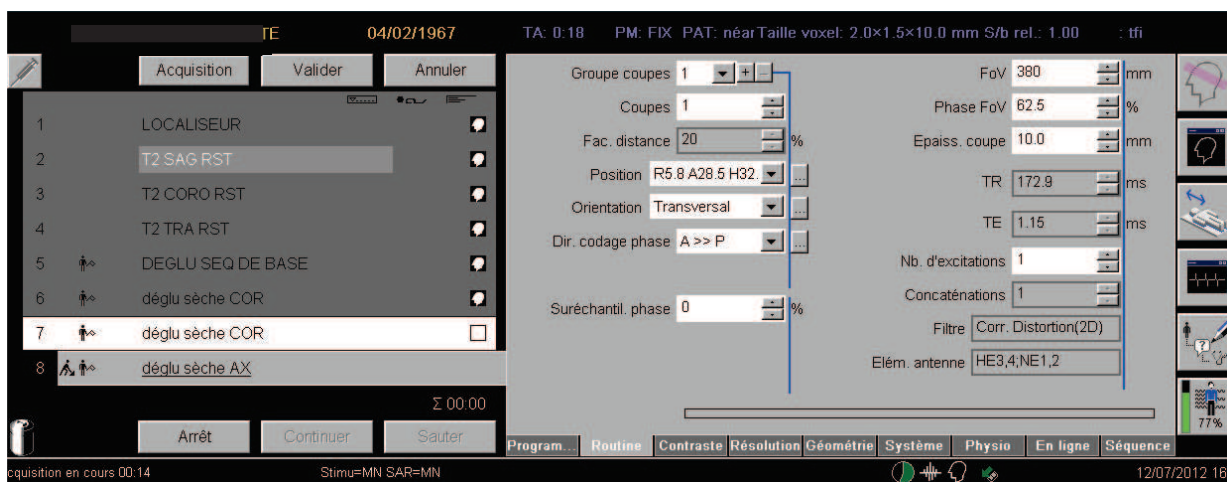 TE 04/02/1967 TA: 0:18 PM: FIX PAT: néar Taille voxel: 2.0×1.5×10.0 mm S/b rel.: 1.00 : tfi
Acquisition Valider Annuler
1 LOCALISEUR
2 T2 SAG RST
3 T2 CORO RST
4 T2 TRA RST
5 DEGLU SEQ DE BASE
6 déglu sèche COR
7 déglu sèche COR
8 déglu sèche AX
Σ 00:00
Arrêt Continuer Sauter
Groupe coupes 1 + -
Coupes 1
Fac. distance 20 %
Position R5.8 A28.5 H32. ...
Orientation Transversal ...
Dir. codage phase A >> P ...
Suréchantil. phase 0 %
FoV 380 mm
Phase FoV 62.5 %
Epaiss. coupe 10.0 mm
TR 172.9 ms
TE 1.15 ms
Nb. d'excitations 1
Concaténations 1
Filtre Corr. Distortion(2D)
Elém. antenne HE3,4;NE1,2
77%
Program... Routine Contraste Résolution Géométrie Système Physio En ligne Séquence
cquisition en cours 00:14 Stimu=MN SAR=MN 12/07/2012 16